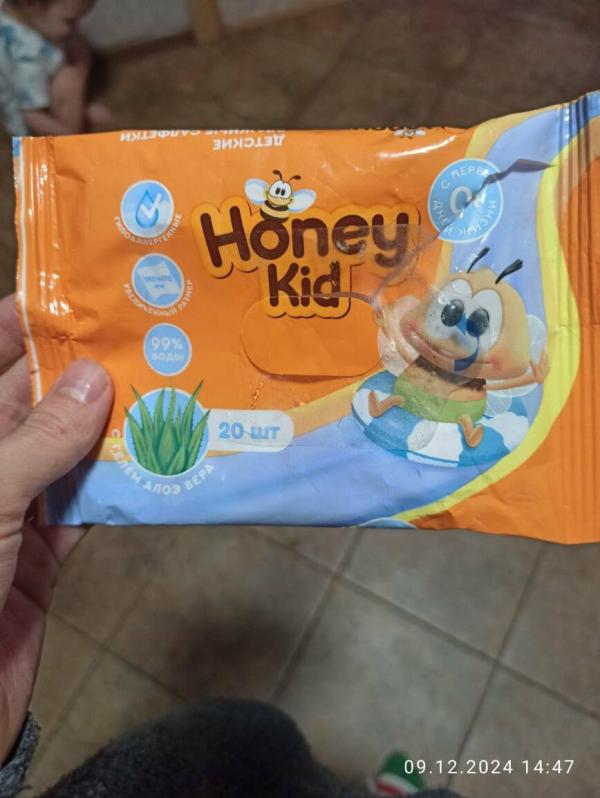 ДЕТСКИЕ
ВЛАЖНЫЕ САЛФЕТКИ
ГИПОАЛЛЕРГЕННЫЕ
Honey
Kid
С ПЕРВЫХ
0+
ДНЕЙ ЖИЗНИ
УВЕЛИЧЕННЫЙ РАЗМЕР
99%
ВОДЫ
20 шт
С ГЕЛЕМ АЛОЭ ВЕРА
09.12.2024 14:47